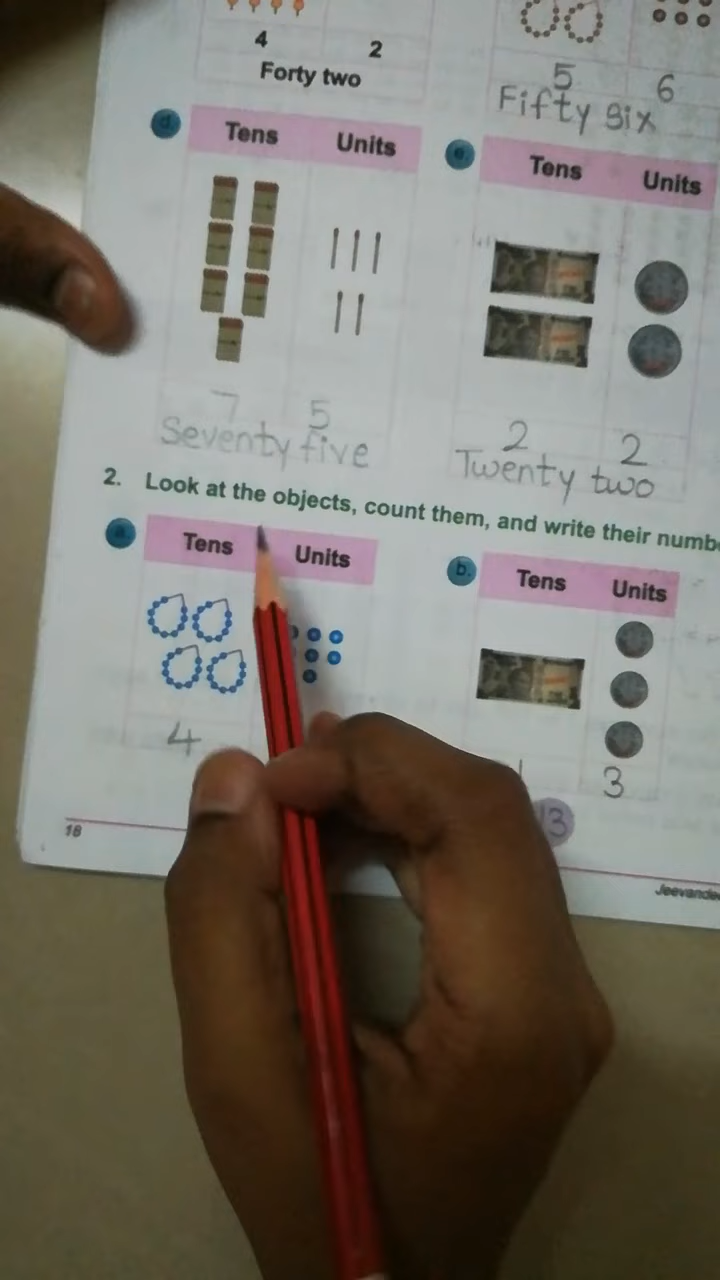 4 2
Forty two
5 6
Fifty six
d. Tens Units
7 5
Seventy five
e. Tens Units
2 2
Twenty two
2. Look at the objects, count them, and write their
a. Tens Units
4
b. Tens Units
3
13
18